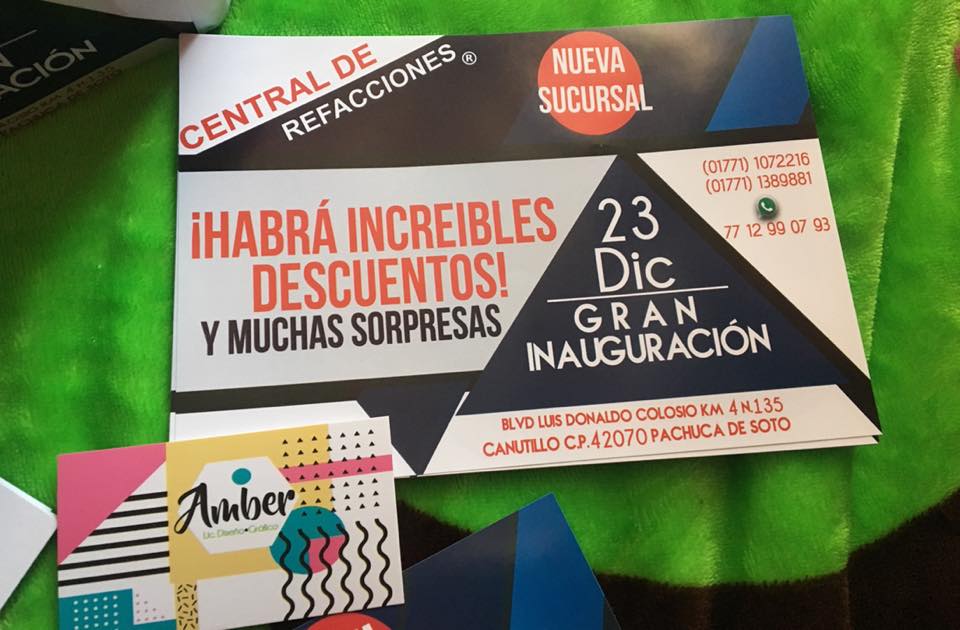 CENTRAL DE
REFACCIONES®
NUEVA
SUCURSAL
(01771) 1072216
(01771) 1389881
77 12 99 07 93
¡HABRÁ INCREIBLES
DESCUENTOS!
Y MUCHAS SORPRESAS
23
Dic
GRAN
INAUGURACIÓN
BLVD LUIS DONALDO COLOSIO KM 4 N.135
CANUTILLO C.P.42070 PACHUCA DE SOTO
Amber
Lic. Diseño•Gráfico